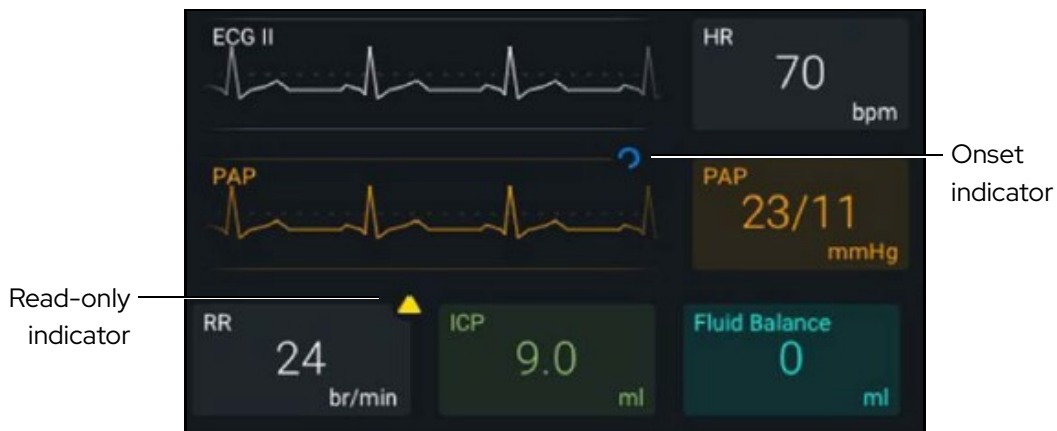 ECG II
HR
70
bpm
Onset
indicator
PAP
PAP
23/11
mmHg
Read-only
indicator
RR
24
br/min
ICP
9.0
ml
Fluid Balance
0
ml